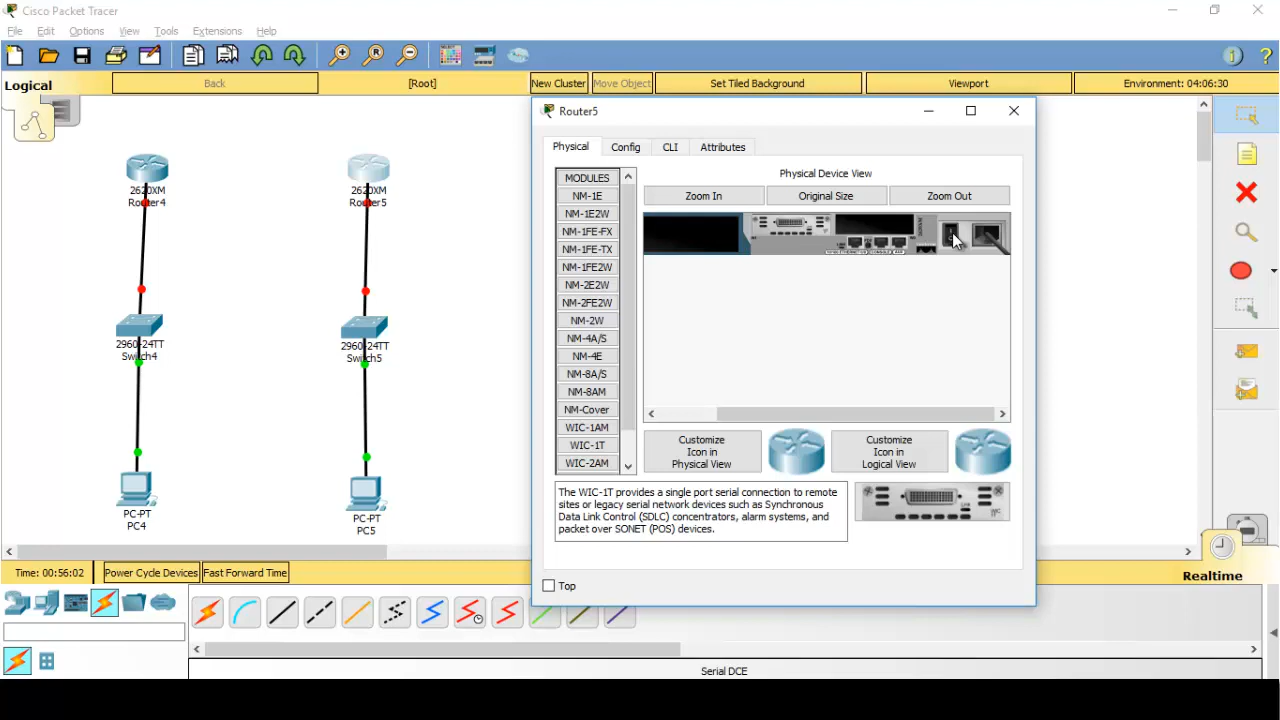 Cisco Packet Tracer
File Edit Options View Tools Extensions Help
Logical
Back
[Root]
New Cluster
Move Object
Set Tiled Background
Viewport
Environment: 04:06:30
2620XM
Router4
2620XM
Router5
2960-24TT
Switch4
2960-24TT
Switch5
PC-PT
PC4
PC-PT
PC5
Router5
Physical
Config
CLI
Attributes
MODULES
NM-1E
NM-1E2W
NM-1FE-FX
NM-1FE-TX
NM-1FE2W
NM-2E2W
NM-2FE2W
NM-2W
NM-4A/S
NM-4E
NM-8A/S
NM-8AM
NM-Cover
WIC-1AM
WIC-1T
WIC-2AM
Physical Device View
Zoom In
Original Size
Zoom Out
Customize
Icon in
Physical View
Customize
Icon in
Logical View
The WIC-1T provides a single port serial connection to remote
sites or legacy serial network devices such as Synchronous
Data Link Control (SDLC) concentrators, alarm systems, and
packet over SONET (POS) devices.
Top
Time: 00:56:02
Power Cycle Devices
Fast Forward Time
Realtime
Serial DCE